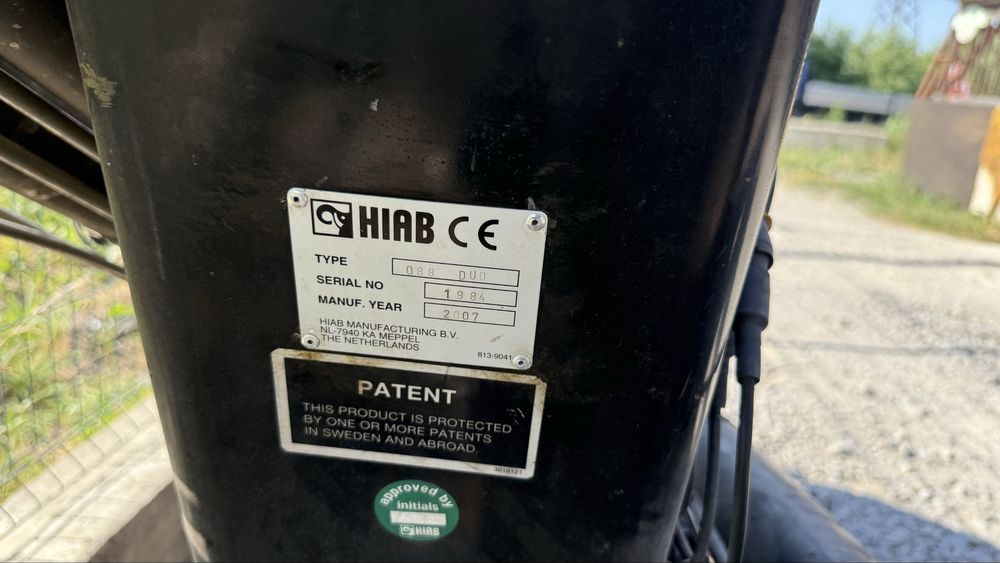 HIAB CE
TYPE 088 DUO
SERIAL NO 1984
MANUF. YEAR 2007
HIAB MANUFACTURING B.V.
NL-7940 KA MEPPEL
THE NETHERLANDS
813-9041
PATENT
THIS PRODUCT IS PROTECTED
BY ONE OR MORE PATENTS
IN SWEDEN AND ABROAD.
3010121
approved by
initials
HIAB